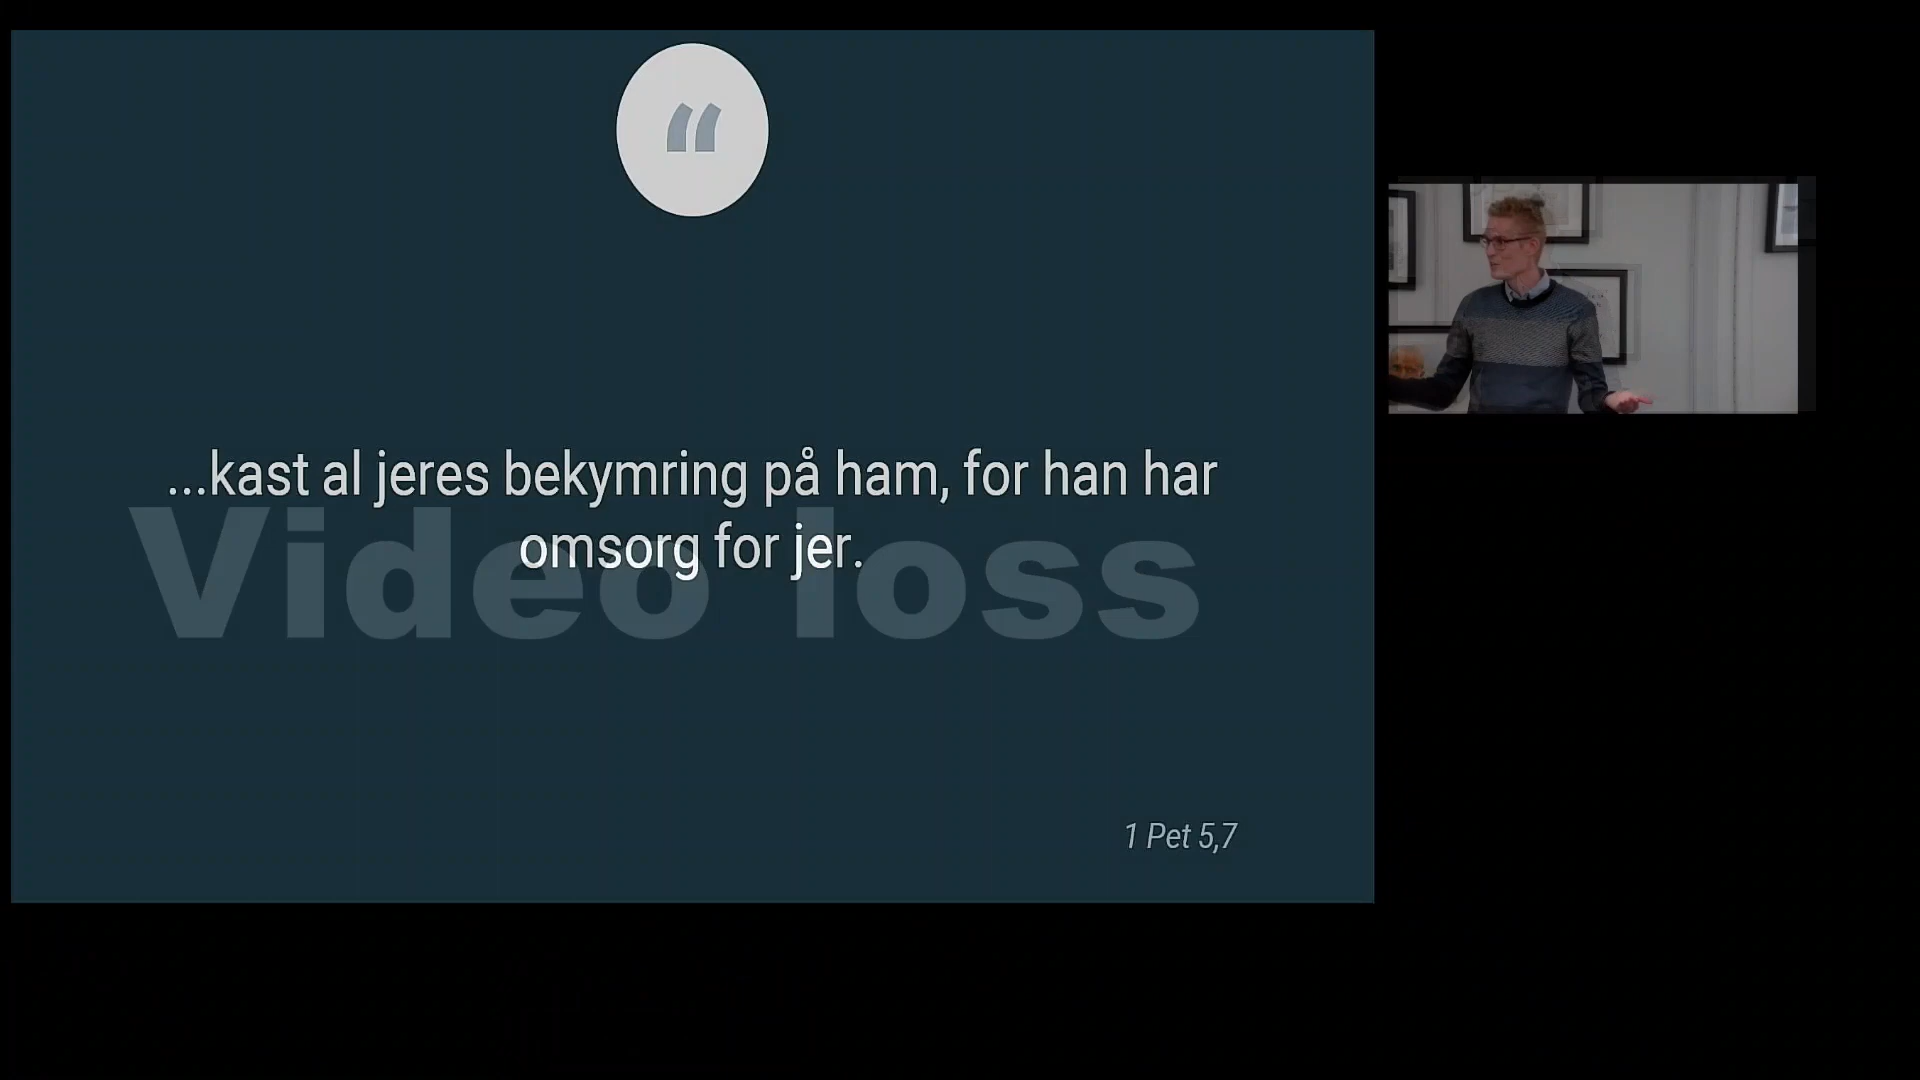 “
...kast al jeres bekymring på ham, for han har
omsorg for jer.
Video loss
1 Pet 5,7